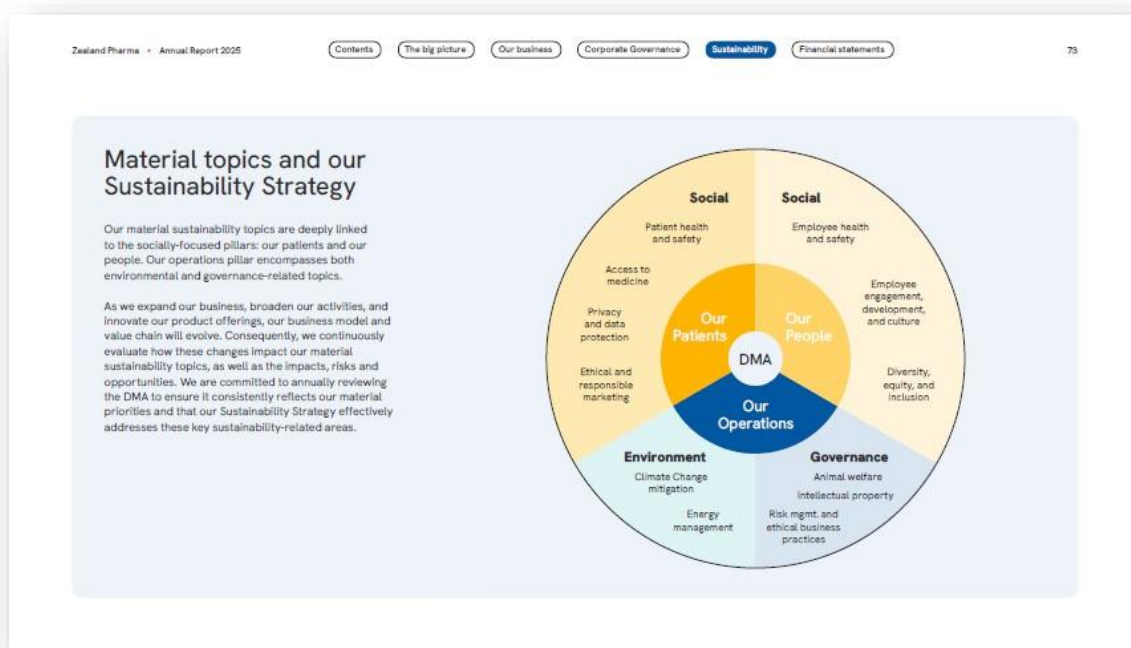 Zealand Pharma • Annual Report 2025
Contents
The big picture
Our business
Corporate Governance
Sustainability
Financial statements
73
Material topics and our
Sustainability Strategy
Our material sustainability topics are deeply linked
to the socially-focused pillars: our patients and our
people. Our operations pillar encompasses both
environmental and governance-related topics.
As we expand our business, broaden our activities, and
innovate our product offerings, our business model and
value chain will evolve. Consequently, we continuously
evaluate how these changes impact our material
sustainability topics, as well as the impacts, risks and
opportunities. We are committed to annually reviewing
the DMA to ensure it consistently reflects our material
priorities and that our Sustainability Strategy effectively
addresses these key sustainability-related areas.
Social
Patient health
and safety
Access to
medicine
Privacy
and data
protection
Ethical and
responsible
marketing
Social
Employee health
and safety
Employee
engagement,
development,
and culture
Diversity,
equity, and
inclusion
Our
Patients
Our
People
DMA
Our
Operations
Environment
Climate Change
mitigation
Energy
management
Governance
Animal welfare
Intellectual property
Risk mgmt. and
ethical business
practices